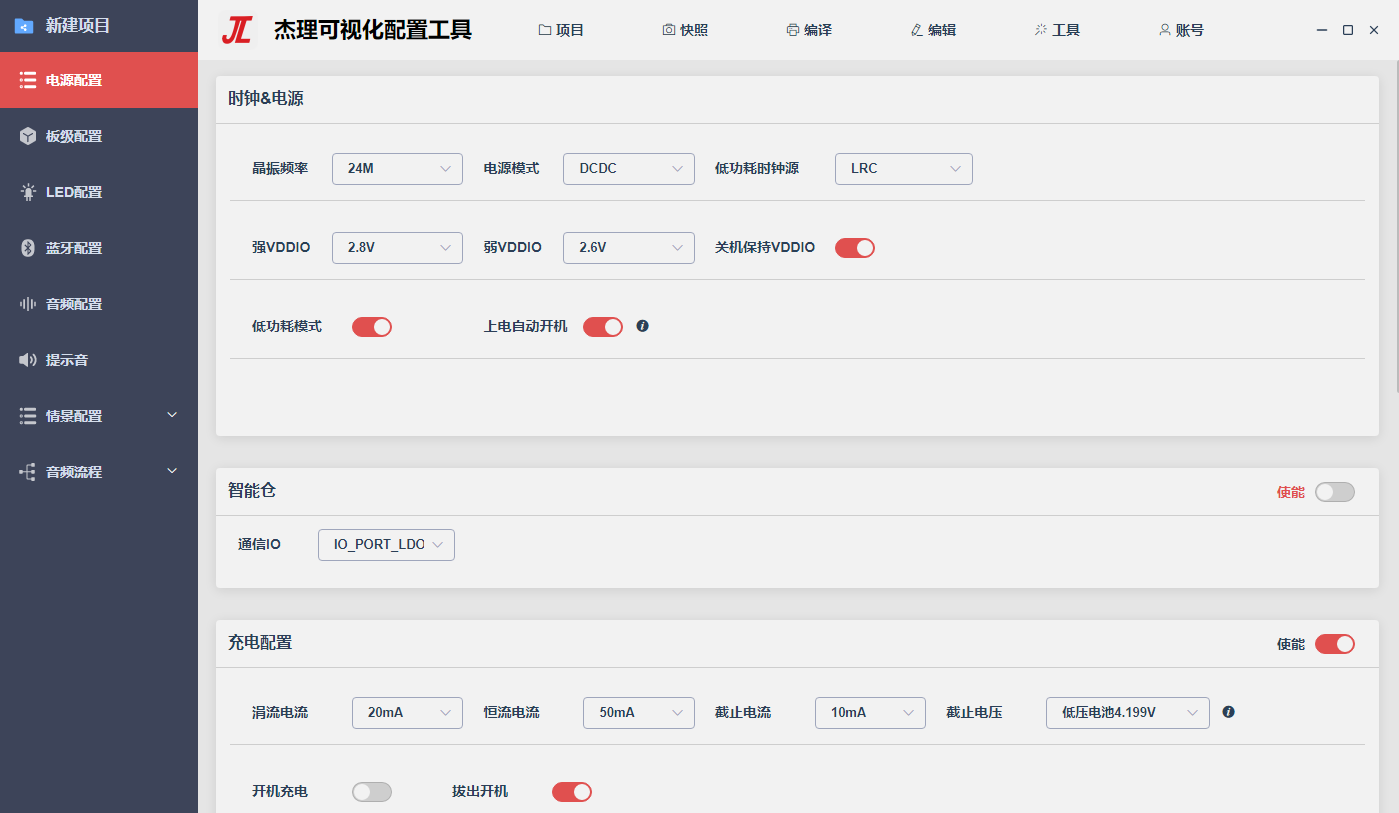 新建项目
杰理可视化配置工具
项目
快照
编译
编辑
工具
账号
电源配置
板级配置
LED配置
蓝牙配置
音频配置
提示音
情景配置
音频流程
时钟&电源
晶振频率 24M 电源模式 DCDC 低功耗时钟源 LRC
强VDDIO 2.8V 弱VDDIO 2.6V 关机保持VDDIO
低功耗模式 上电自动开机
智能仓 使能
通信IO IO_PORT_LDO
充电配置 使能
涓流电流 20mA 恒流电流 50mA 截止电流 10mA 截止电压 低压电池4.199V
开机充电 拔出开机